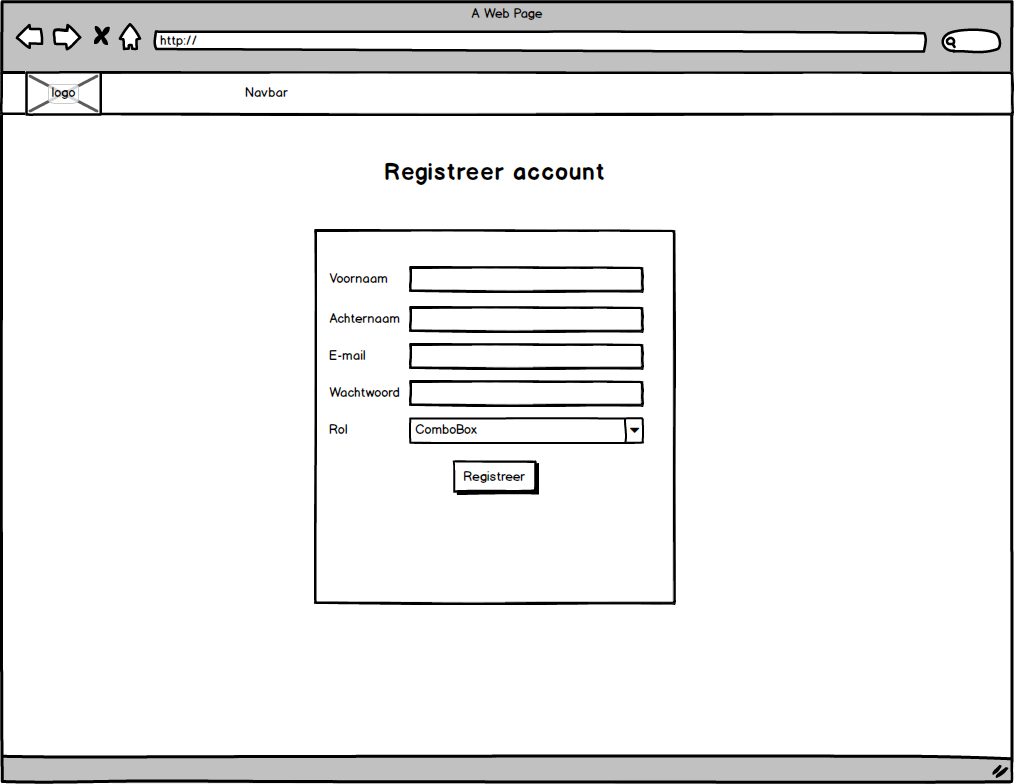 A Web Page
http://
logo
Navbar
Registreer account
Voornaam
Achternaam
E-mail
Wachtwoord
Rol
ComboBox
Registreer